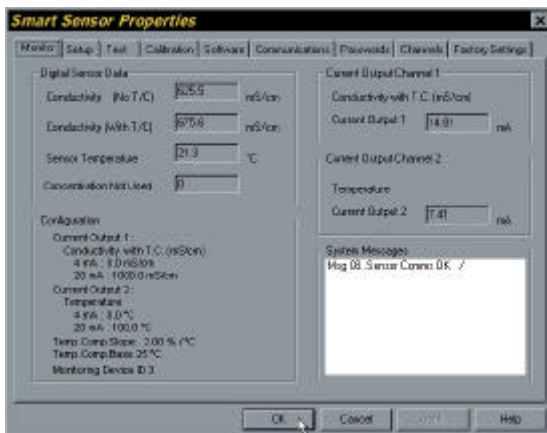 Smart Sensor Properties
Monitor Setup Test Calibration Software Communications Passwords Channels Factory Settings
Digital Sensor Data
Conductivity (No T/C) 625.5 mS/cm
Conductivity (With T/C) 675.6 mS/cm
Sensor Temperature 21.3 °C
Concentration Not Used 0
Configuration
Current Output 1 :
Conductivity with T.C. (mS/cm)
4 mA : 0.0 mS/cm
20 mA : 1000.0 mS/cm
Current Output 2 :
Temperature
4 mA : 0.0 °C
20 mA : 100.0 °C
Temp.Comp.Slope: 2.00 % /°C
Temp.Comp.Basis: 25 °C
Monitoring Device ID 3
Current Output Channel 1
Conductivity with T.C. (mS/cm)
Current Output 1 14.81 mA
Current Output Channel 2
Temperature
Current Output 2 7.41 mA
System Messages
Msg 08. Sensor Comms OK /
OK Cancel Help